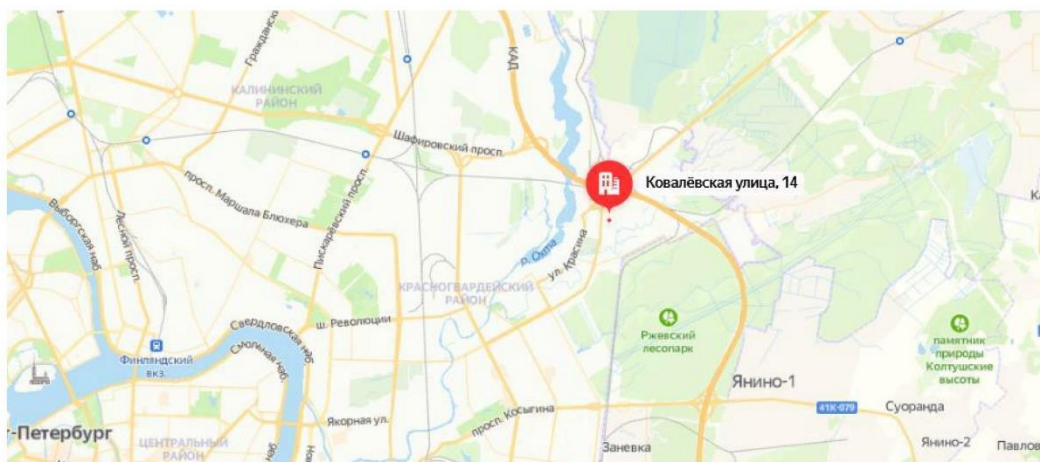 КАД
Гражданский
КАЛИНИНСКИЙ
РАЙОН
Шафировский просп.
Ковалёвская улица, 14
просп. Маршала Блюхера
Пискарёвский просп.
Выборгская наб.
Лесной просп.
р. Охта
ул. Красина
КРАСНОГВАРДЕЙСКИЙ
РАЙОН
Свердловская наб.
ш. Революции
Смольная наб.
Финляндский
вкз.
Ржевский
лесопарк
памятник
природы
Колтушские
высоты
Янино-1
41К-079
Суоранда
Якорная ул.
просп. Косыгина
т-Петербург
ЦЕНТРАЛЬНЫЙ
РАЙОН
наб.
Заневка
Янино-2
Павлов